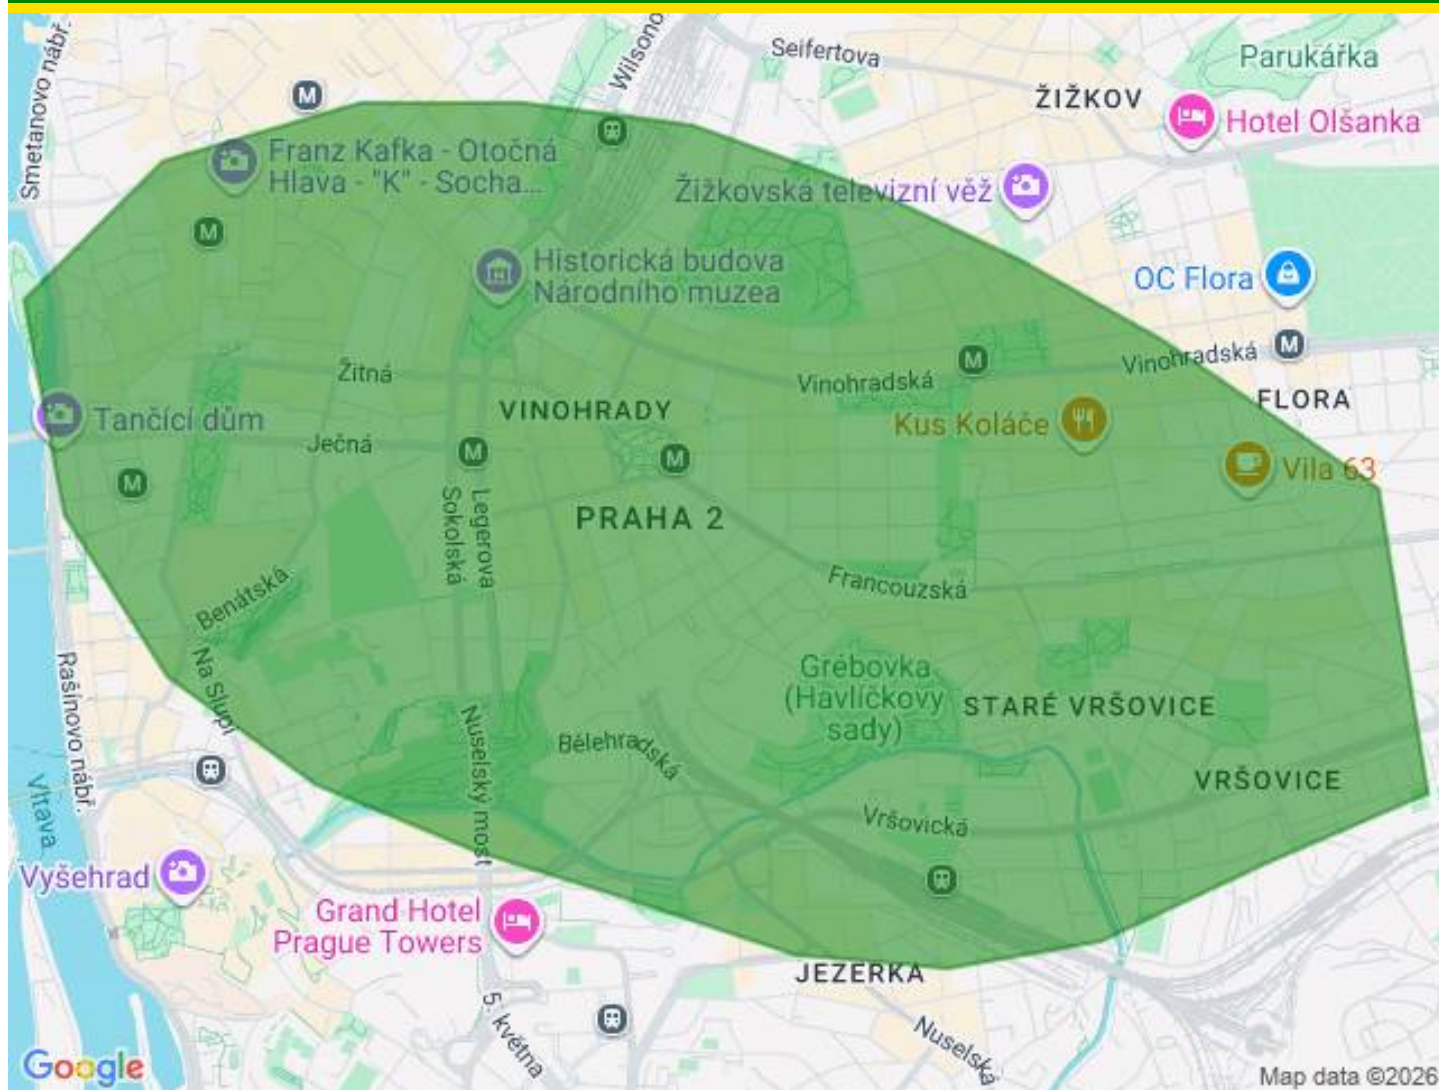 Smetanovo nábř.
Wilsono
Seifertova
Parukářka
ŽIŽKOV
M
Hotel Olšanka
Franz Kafka - Otočná
Hlava - "K" - Socha...
Žižkovská televizní věž
M
Historická budova
Národního muzea
OC Flora
M
Žitná
Vinohradská
M
Vinohradská
FLORA
Tančící dům
VINOHRADY
Kus Koláče
Ječná
M
M
Vila 63
M
Sokolská
Legerova
PRAHA 2
Benátská
Francouzská
Na Slupi
Rašínovo nábř.
Grébovka
(Havlíčkovy
sady)
STARÉ VRŠOVICE
Nuselský most
Bělehradská
VRŠOVICE
Vltava
Vršovická
Vyšehrad
Grand Hotel
Prague Towers
JEZERKA
5. května
Nuselská
Google
Map data ©2026